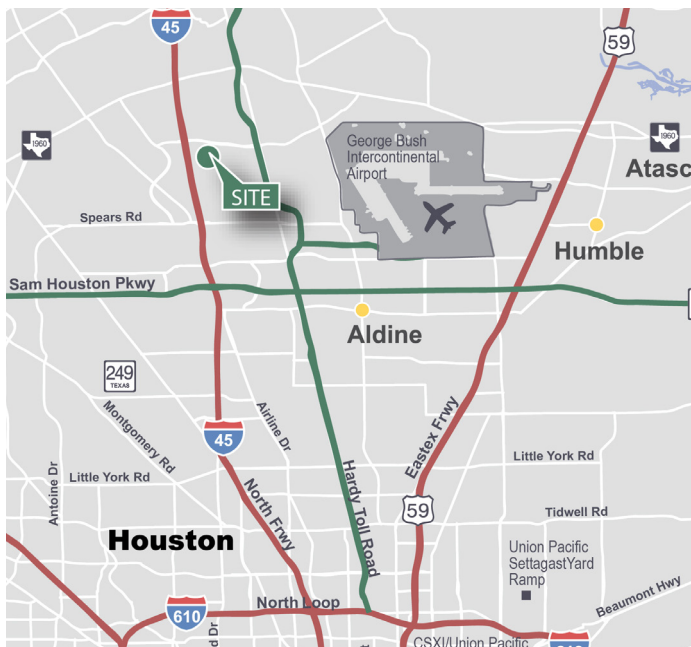 45
59
1960
George Bush
Intercontinental
Airport
1960
Atasc
SITE
Spears Rd
Humble
Sam Houston Pkwy
Aldine
249
TEXAS
Montgomery Rd
Airline Dr
Eastex Frwy
45
Antoine Dr
Little York Rd
Little York Rd
Hardy Toll Road
North Frwy
59
Tidwell Rd
Houston
Union Pacific
SettagastYard
Ramp
Beaumont Hwy
610
North Loop
d Dr
CSXI/Union Pacific